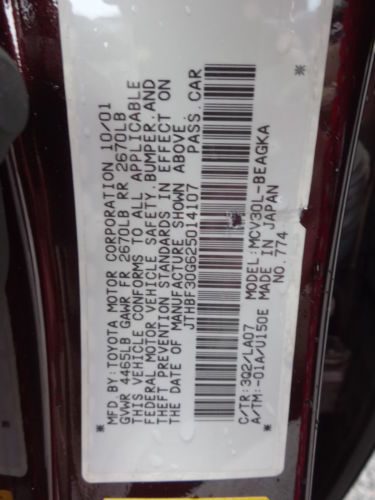 MFD BY:TOYOTA MOTOR CORPORATION 10/01
GVWR 4465LB GAWR FR 2670LB RR 2670LB
THIS VEHICLE CONFORMS TO ALL APPLICABLE
FEDERAL MOTOR VEHICLE SAFETY, BUMPER, AND
THEFT PREVENTION STANDARDS IN EFFECT ON
THE DATE OF MANUFACTURE SHOWN ABOVE.
JTHBF30G625014107 PASS.CAR
C/TR:3Q2/LA07 MODEL:MCV30L-BEAGKA
A/TM:-01A/U150E MADE IN JAPAN
NO.774